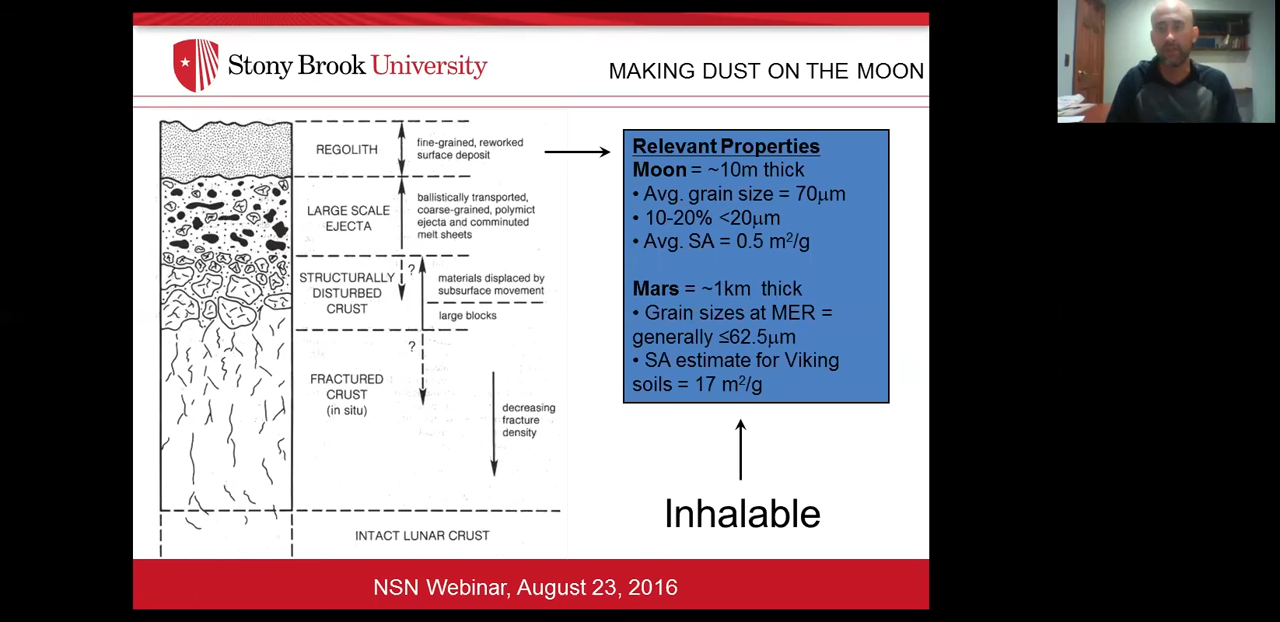 Stony Brook University
MAKING DUST ON THE MOON
REGOLITH
fine-grained, reworked
surface deposit
LARGE SCALE
EJECTA
ballistically transported,
coarse-grained, polymict
ejecta and comminuted
melt sheets
?
STRUCTURALLY
DISTURBED
CRUST
materials displaced by
subsurface movement
large blocks
?
FRACTURED
CRUST
(in situ)
decreasing
fracture
density
INTACT LUNAR CRUST
Relevant Properties
Moon = ~10m thick
• Avg. grain size = 70μm
• 10-20% <20μm
• Avg. SA = 0.5 m²/g
Mars = ~1km thick
• Grain sizes at MER =
generally ≤62.5μm
• SA estimate for Viking
soils = 17 m²/g
Inhalable
NSN Webinar, August 23, 2016